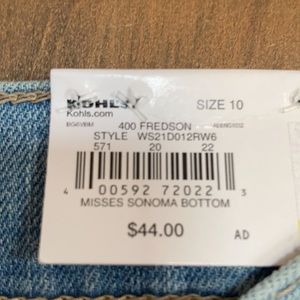 KOHL'S SIZE 10
Kohls.com
400 FREDSON
STYLE WS21D012RW6
571 20 22
4 00592 72022 3
MISSES SONOMA BOTTOM
$44.00 AD